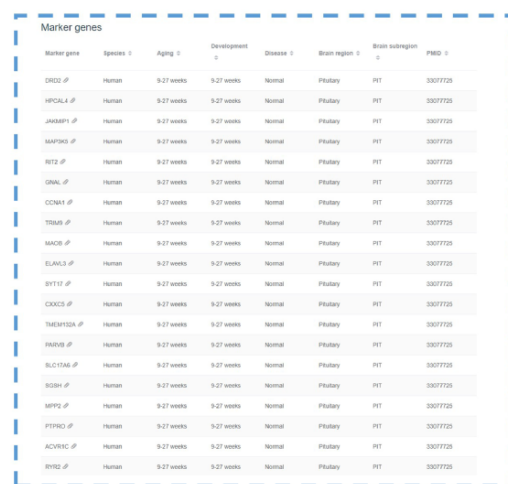 Marker genes
Marker gene Species Aging Development Disease Brain region Brain subregion PMID
DRD2 Human 9-27 weeks 9-27 weeks Normal Pituitary PIT 33077725
HPCAL4 Human 9-27 weeks 9-27 weeks Normal Pituitary PIT 33077725
JAKMIP1 Human 9-27 weeks 9-27 weeks Normal Pituitary PIT 33077725
MAP3K5 Human 9-27 weeks 9-27 weeks Normal Pituitary PIT 33077725
RIT2 Human 9-27 weeks 9-27 weeks Normal Pituitary PIT 33077725
GNAL Human 9-27 weeks 9-27 weeks Normal Pituitary PIT 33077725
CCNA1 Human 9-27 weeks 9-27 weeks Normal Pituitary PIT 33077725
TRIM9 Human 9-27 weeks 9-27 weeks Normal Pituitary PIT 33077725
MAOB Human 9-27 weeks 9-27 weeks Normal Pituitary PIT 33077725
ELAVL3 Human 9-27 weeks 9-27 weeks Normal Pituitary PIT 33077725
SYT17 Human 9-27 weeks 9-27 weeks Normal Pituitary PIT 33077725
CXXC5 Human 9-27 weeks 9-27 weeks Normal Pituitary PIT 33077725
TMEM132A Human 9-27 weeks 9-27 weeks Normal Pituitary PIT 33077725
PARVB Human 9-27 weeks 9-27 weeks Normal Pituitary PIT 33077725
SLC17A6 Human 9-27 weeks 9-27 weeks Normal Pituitary PIT 33077725
SGSH Human 9-27 weeks 9-27 weeks Normal Pituitary PIT 33077725
MPP2 Human 9-27 weeks 9-27 weeks Normal Pituitary PIT 33077725
PTPRO Human 9-27 weeks 9-27 weeks Normal Pituitary PIT 33077725
ACVR1C Human 9-27 weeks 9-27 weeks Normal Pituitary PIT 33077725
RYR2 Human 9-27 weeks 9-27 weeks Normal Pituitary PIT 33077725